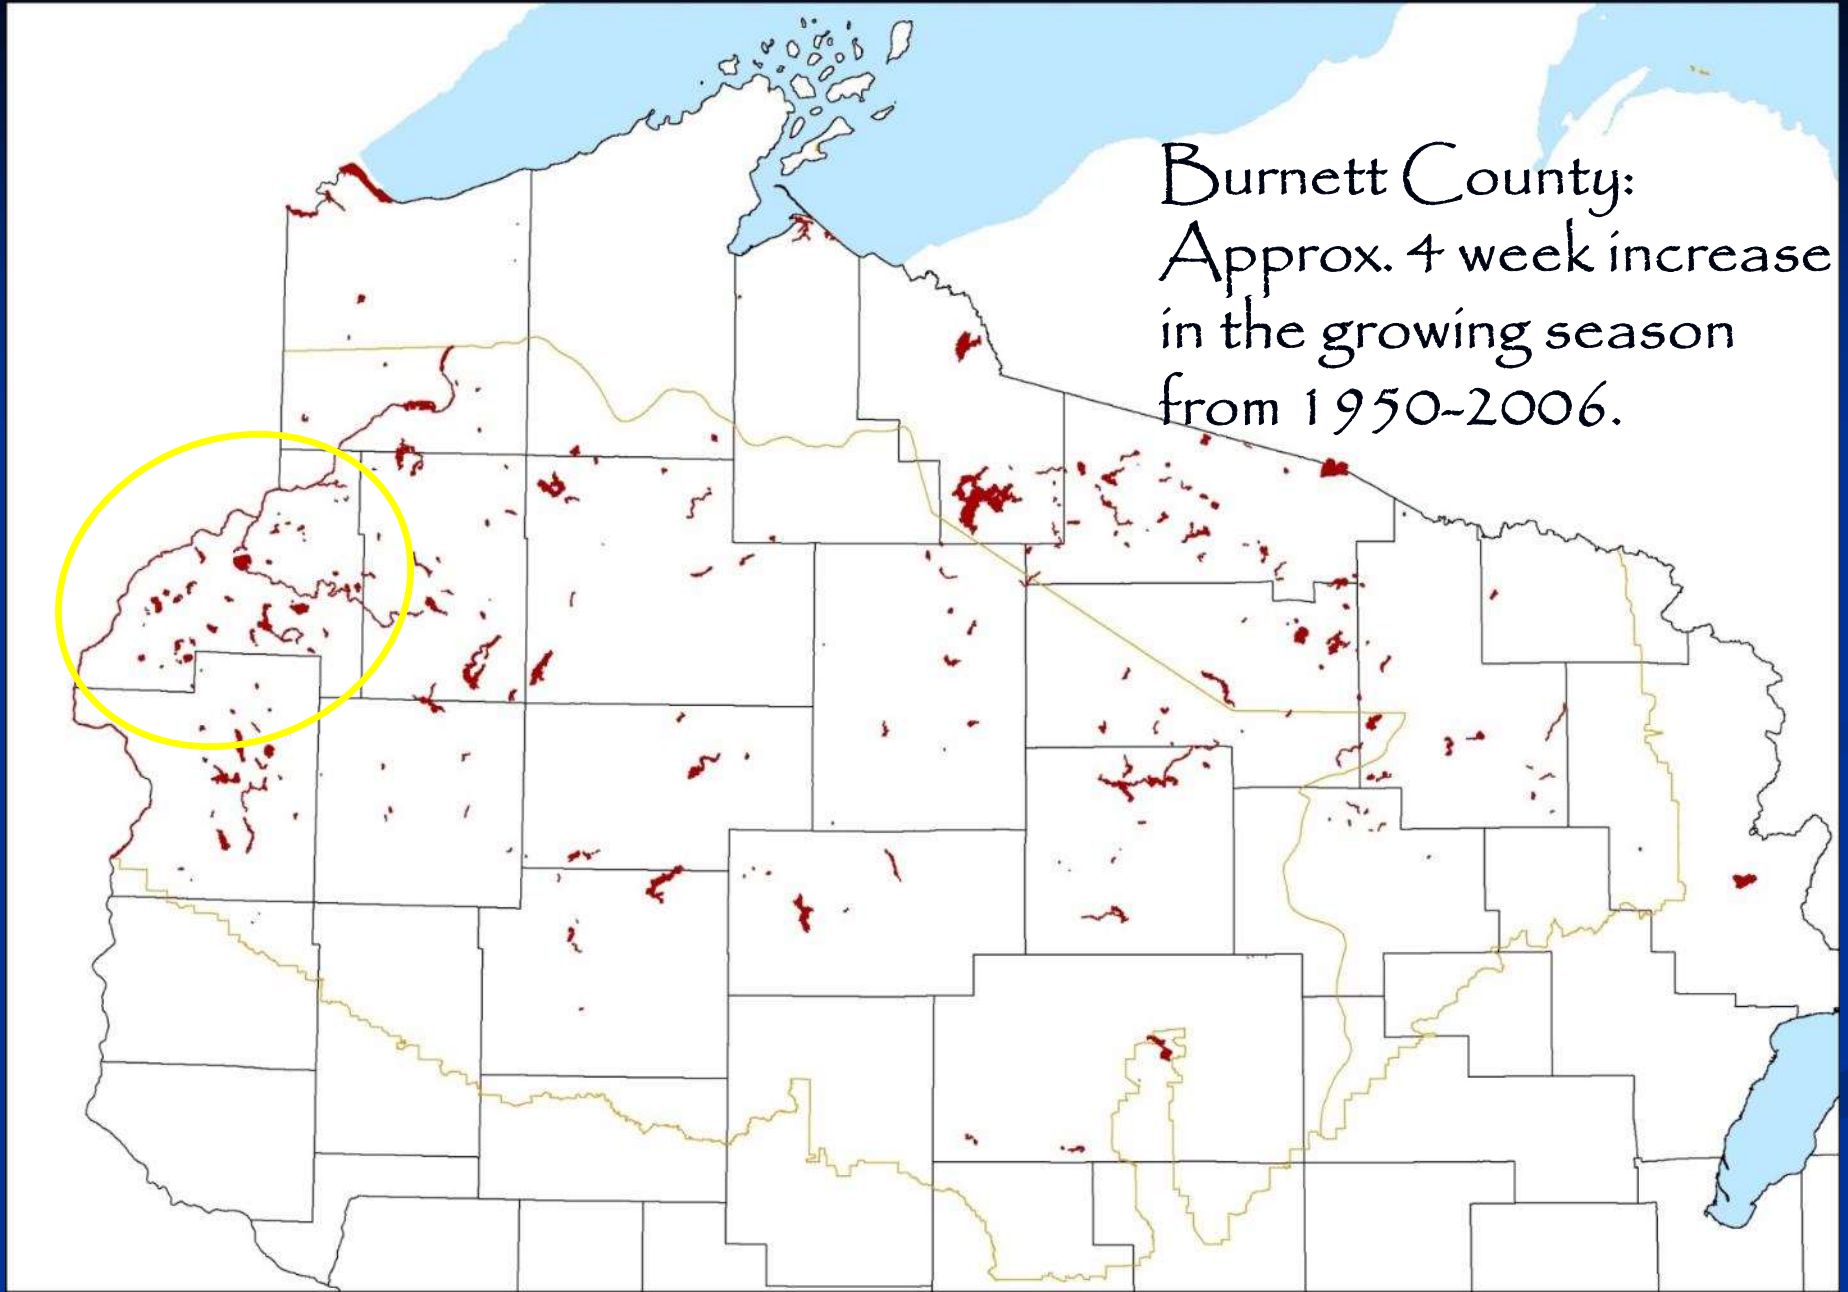 Burnett County:
Approx. 4 week increase
in the growing season
from 1950-2006.